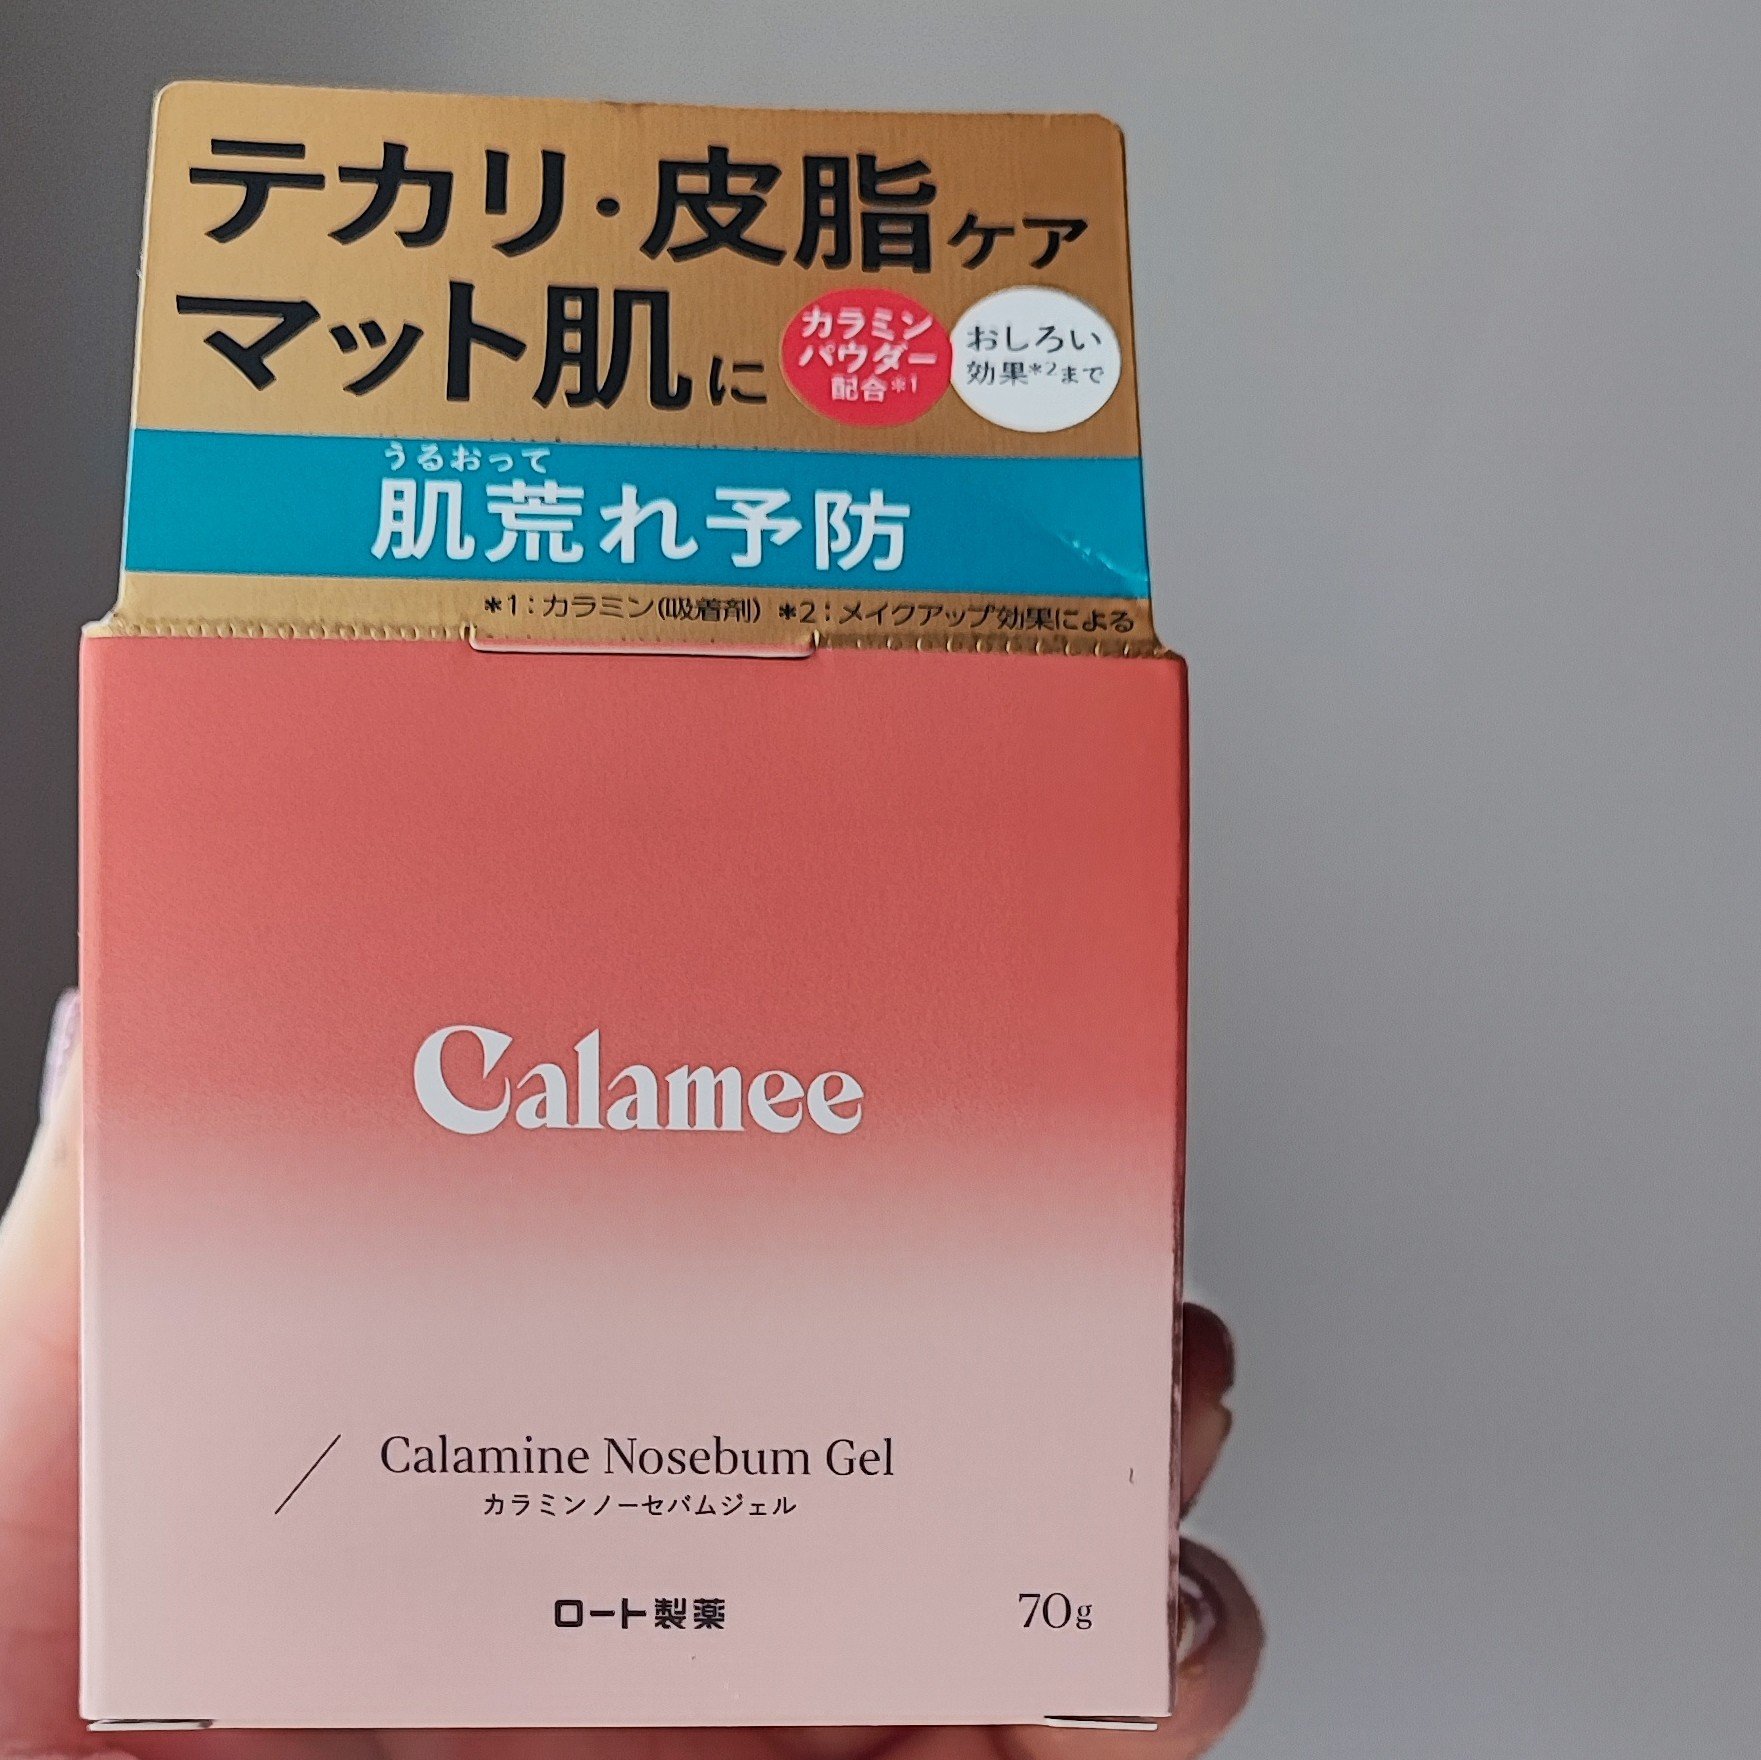 テカリ・皮脂ケア
マット肌に
カラミン
パウダー
配合*1
おしろい
効果*2まで
うるおって
肌荒れ予防
*1:カラミン(吸着剤) *2:メイクアップ効果による
Calamee
Calamine Nosebum Gel
カラミンノーセバムジェル
ロート製薬
70g